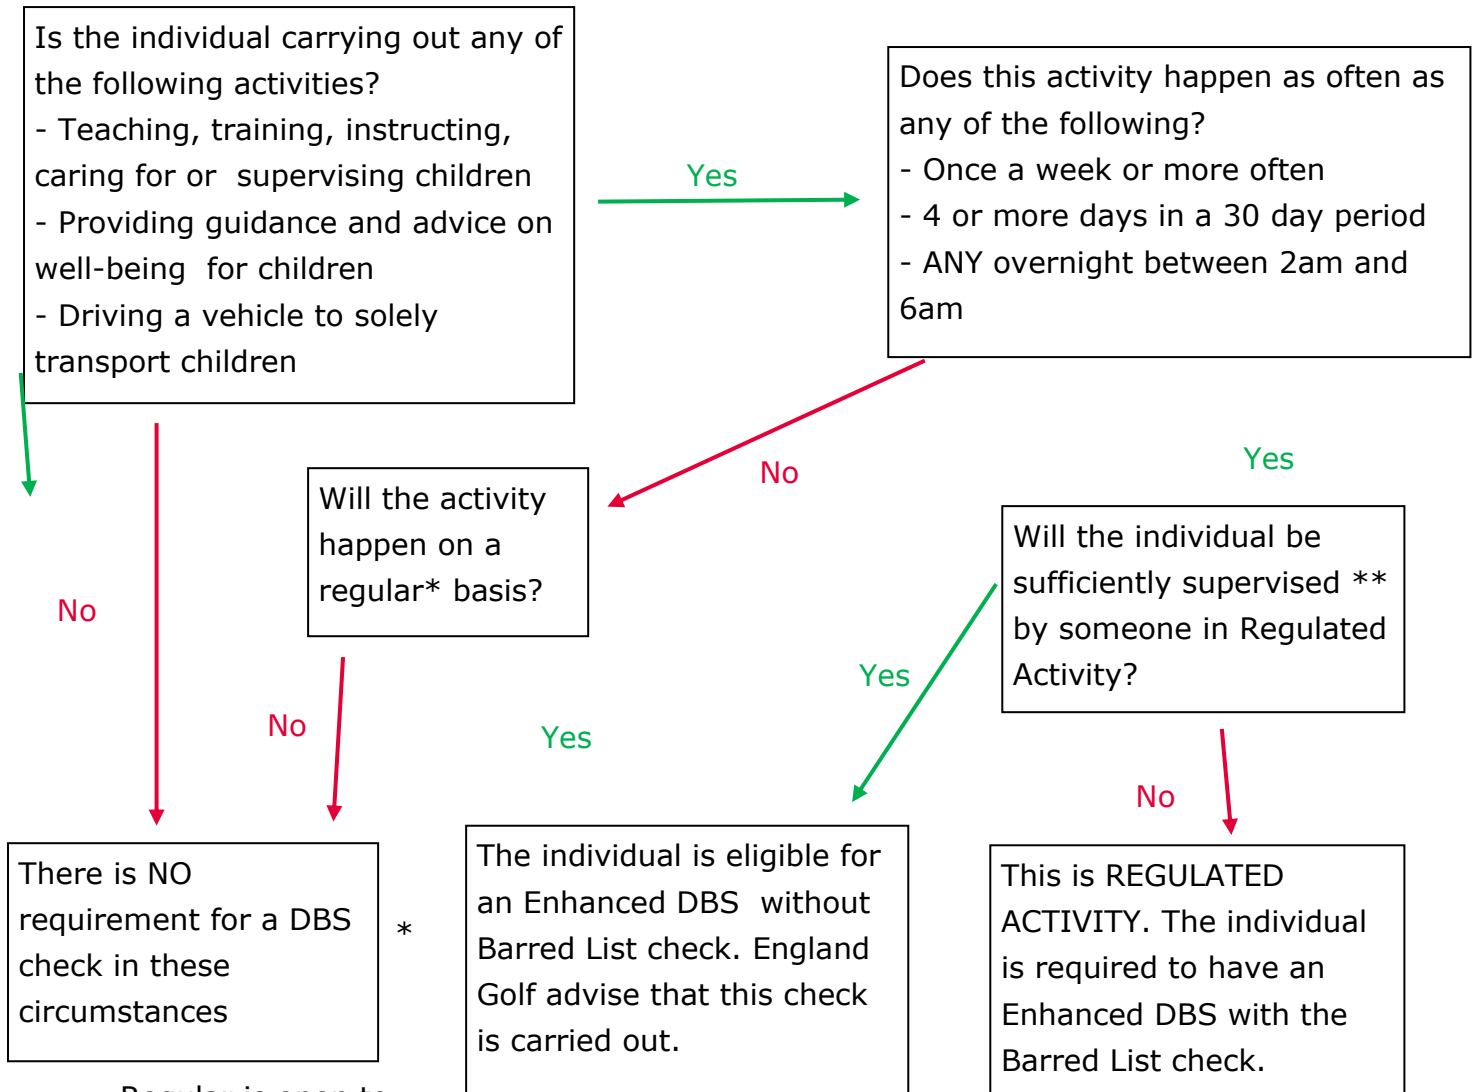 Is the individual carrying out any of
the following activities?
- Teaching, training, instructing,
caring for or  supervising children
- Providing guidance and advice on
well-being  for children
- Driving a vehicle to solely
transport children
Yes
Does this activity happen as often as
any of the following?
- Once a week or more often
- 4 or more days in a 30 day period
- ANY overnight between 2am and
6am
No
Yes
Will the activity
happen on a
regular* basis?
Will the individual be
sufficiently supervised **
by someone in Regulated
Activity?
No
Yes
No
Yes
No
There is NO
requirement for a DBS
check in these
circumstances
*
The individual is eligible for
an Enhanced DBS  without
Barred List check. England
Golf advise that this check
is carried out.
This is REGULATED
ACTIVITY. The individual
is required to have an
Enhanced DBS with the
Barred List check.
Regular is open to